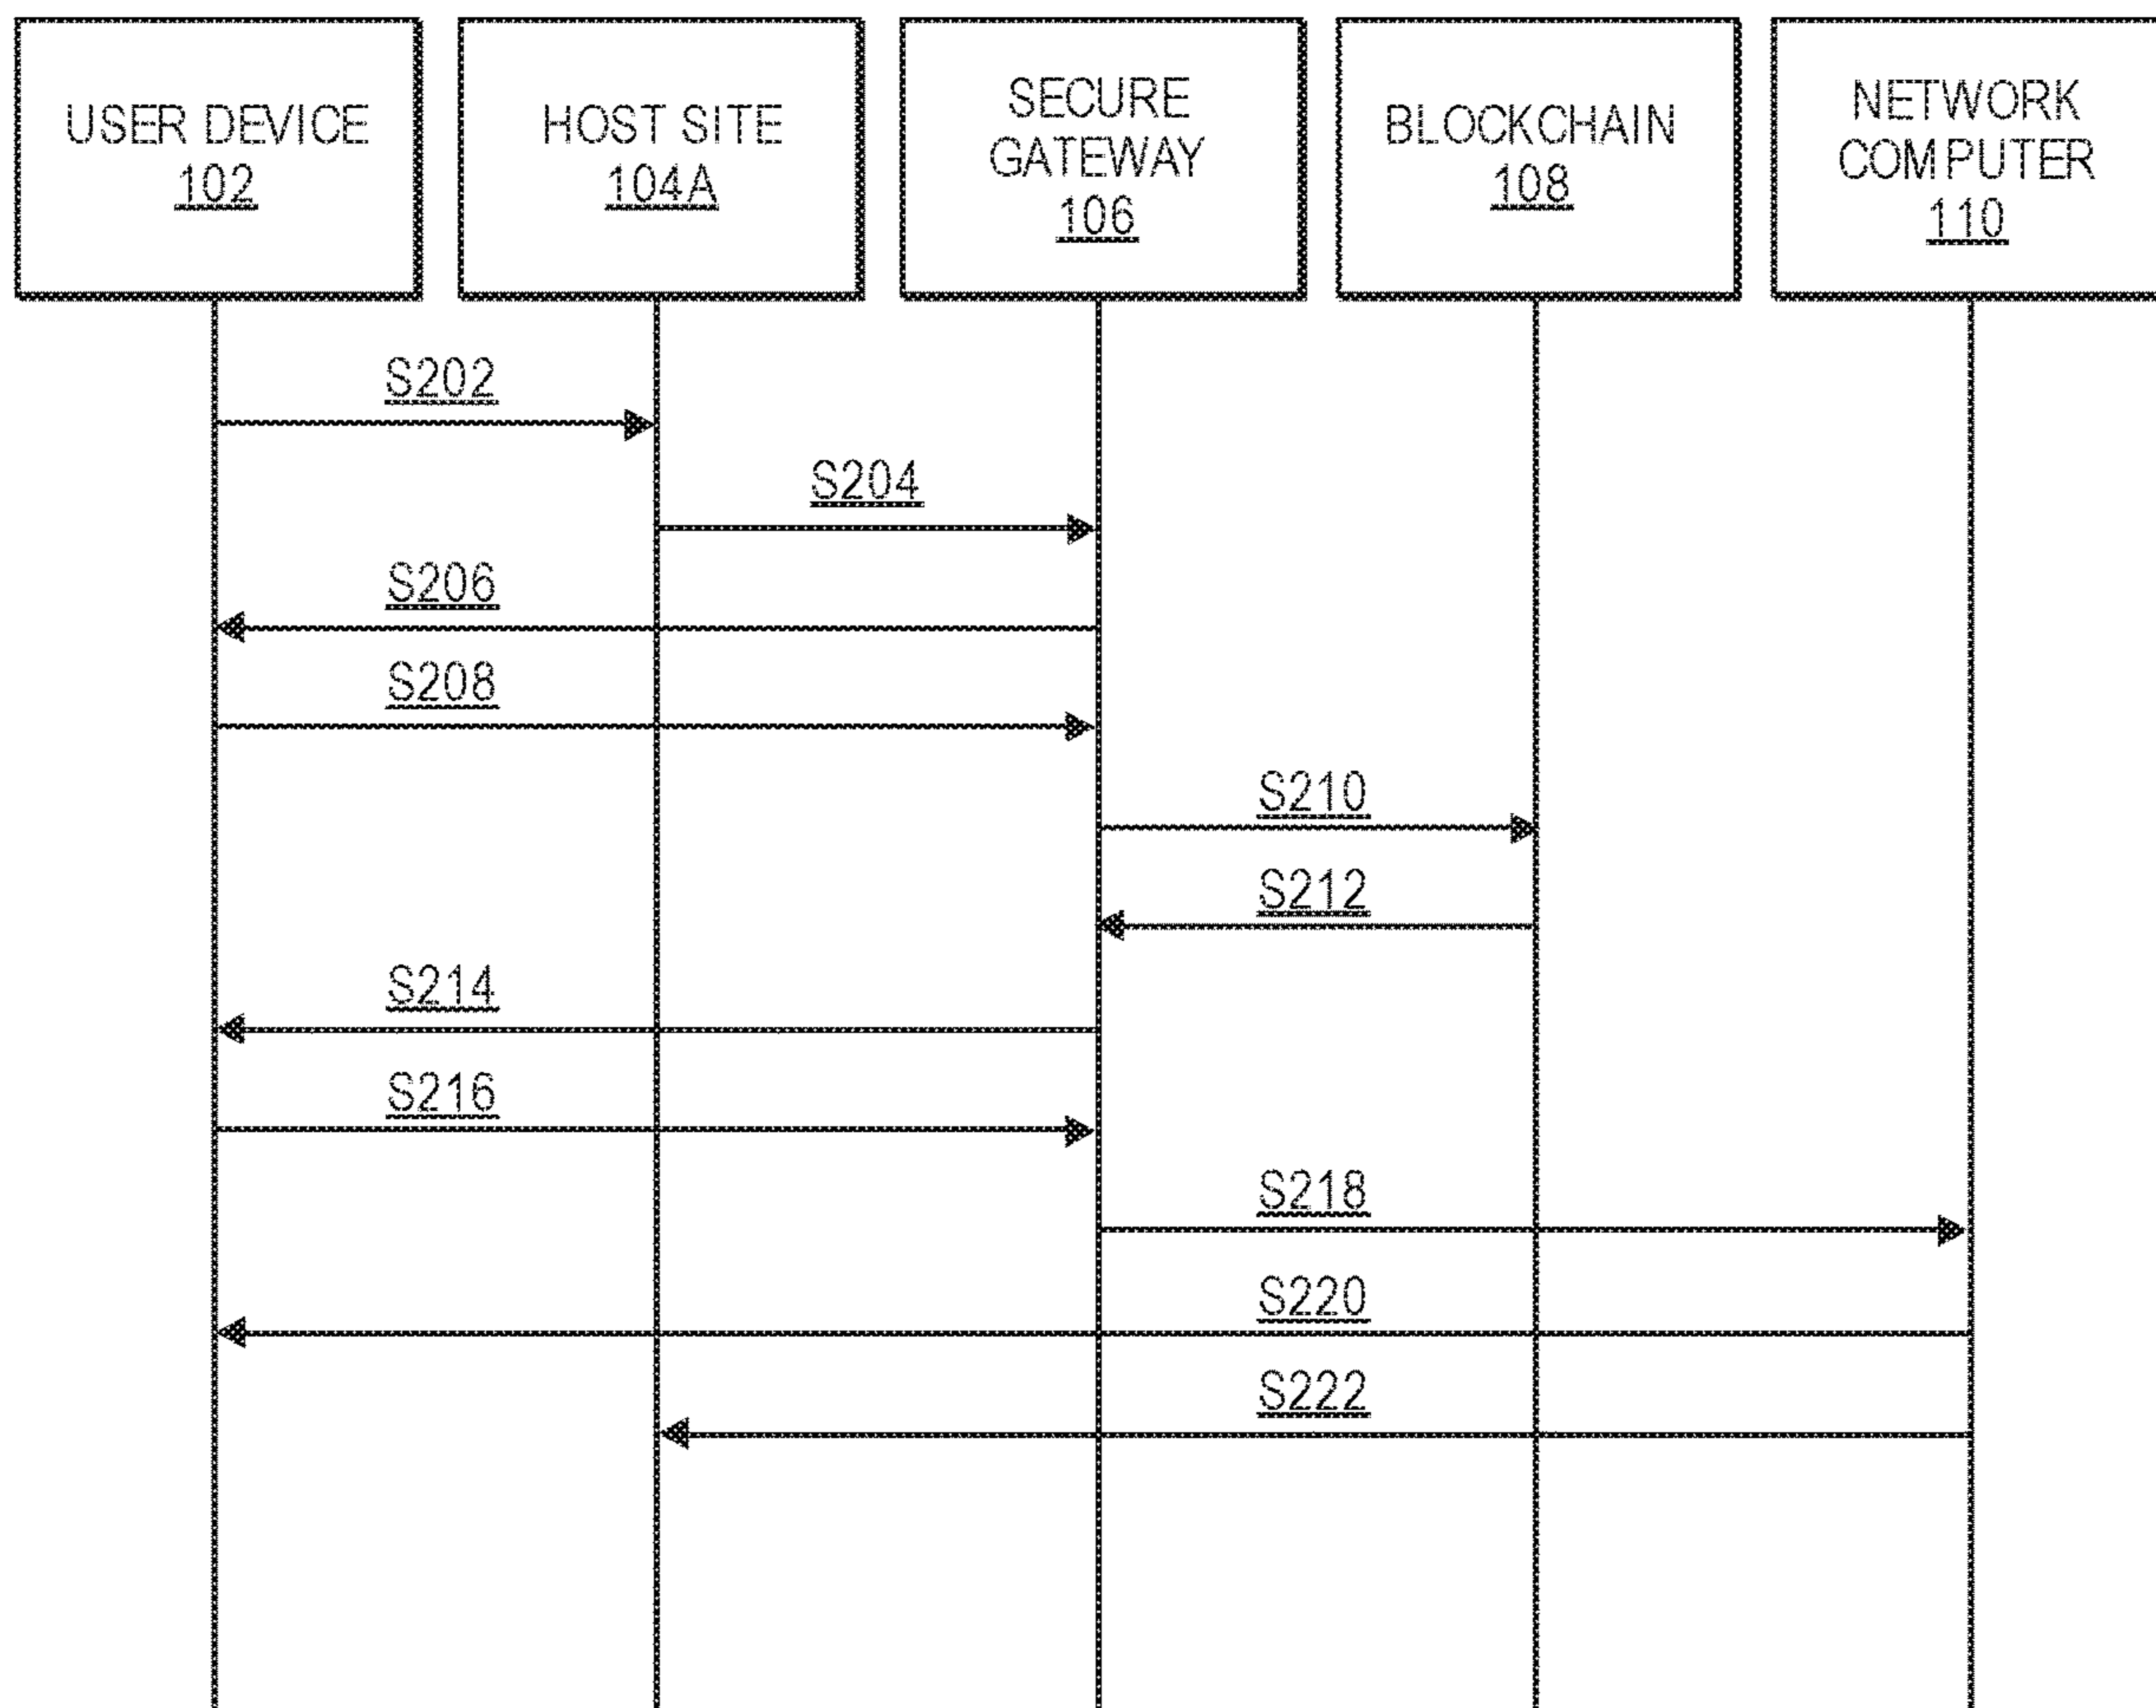 USER DEVICE
102
HOST SITE
104A
SECURE
GATEWAY
106
BLOCKCHAIN
108
NETWORK
COMPUTER
110
S202
S204
S206
S208
S210
S212
S214
S216
S218
S220
S222